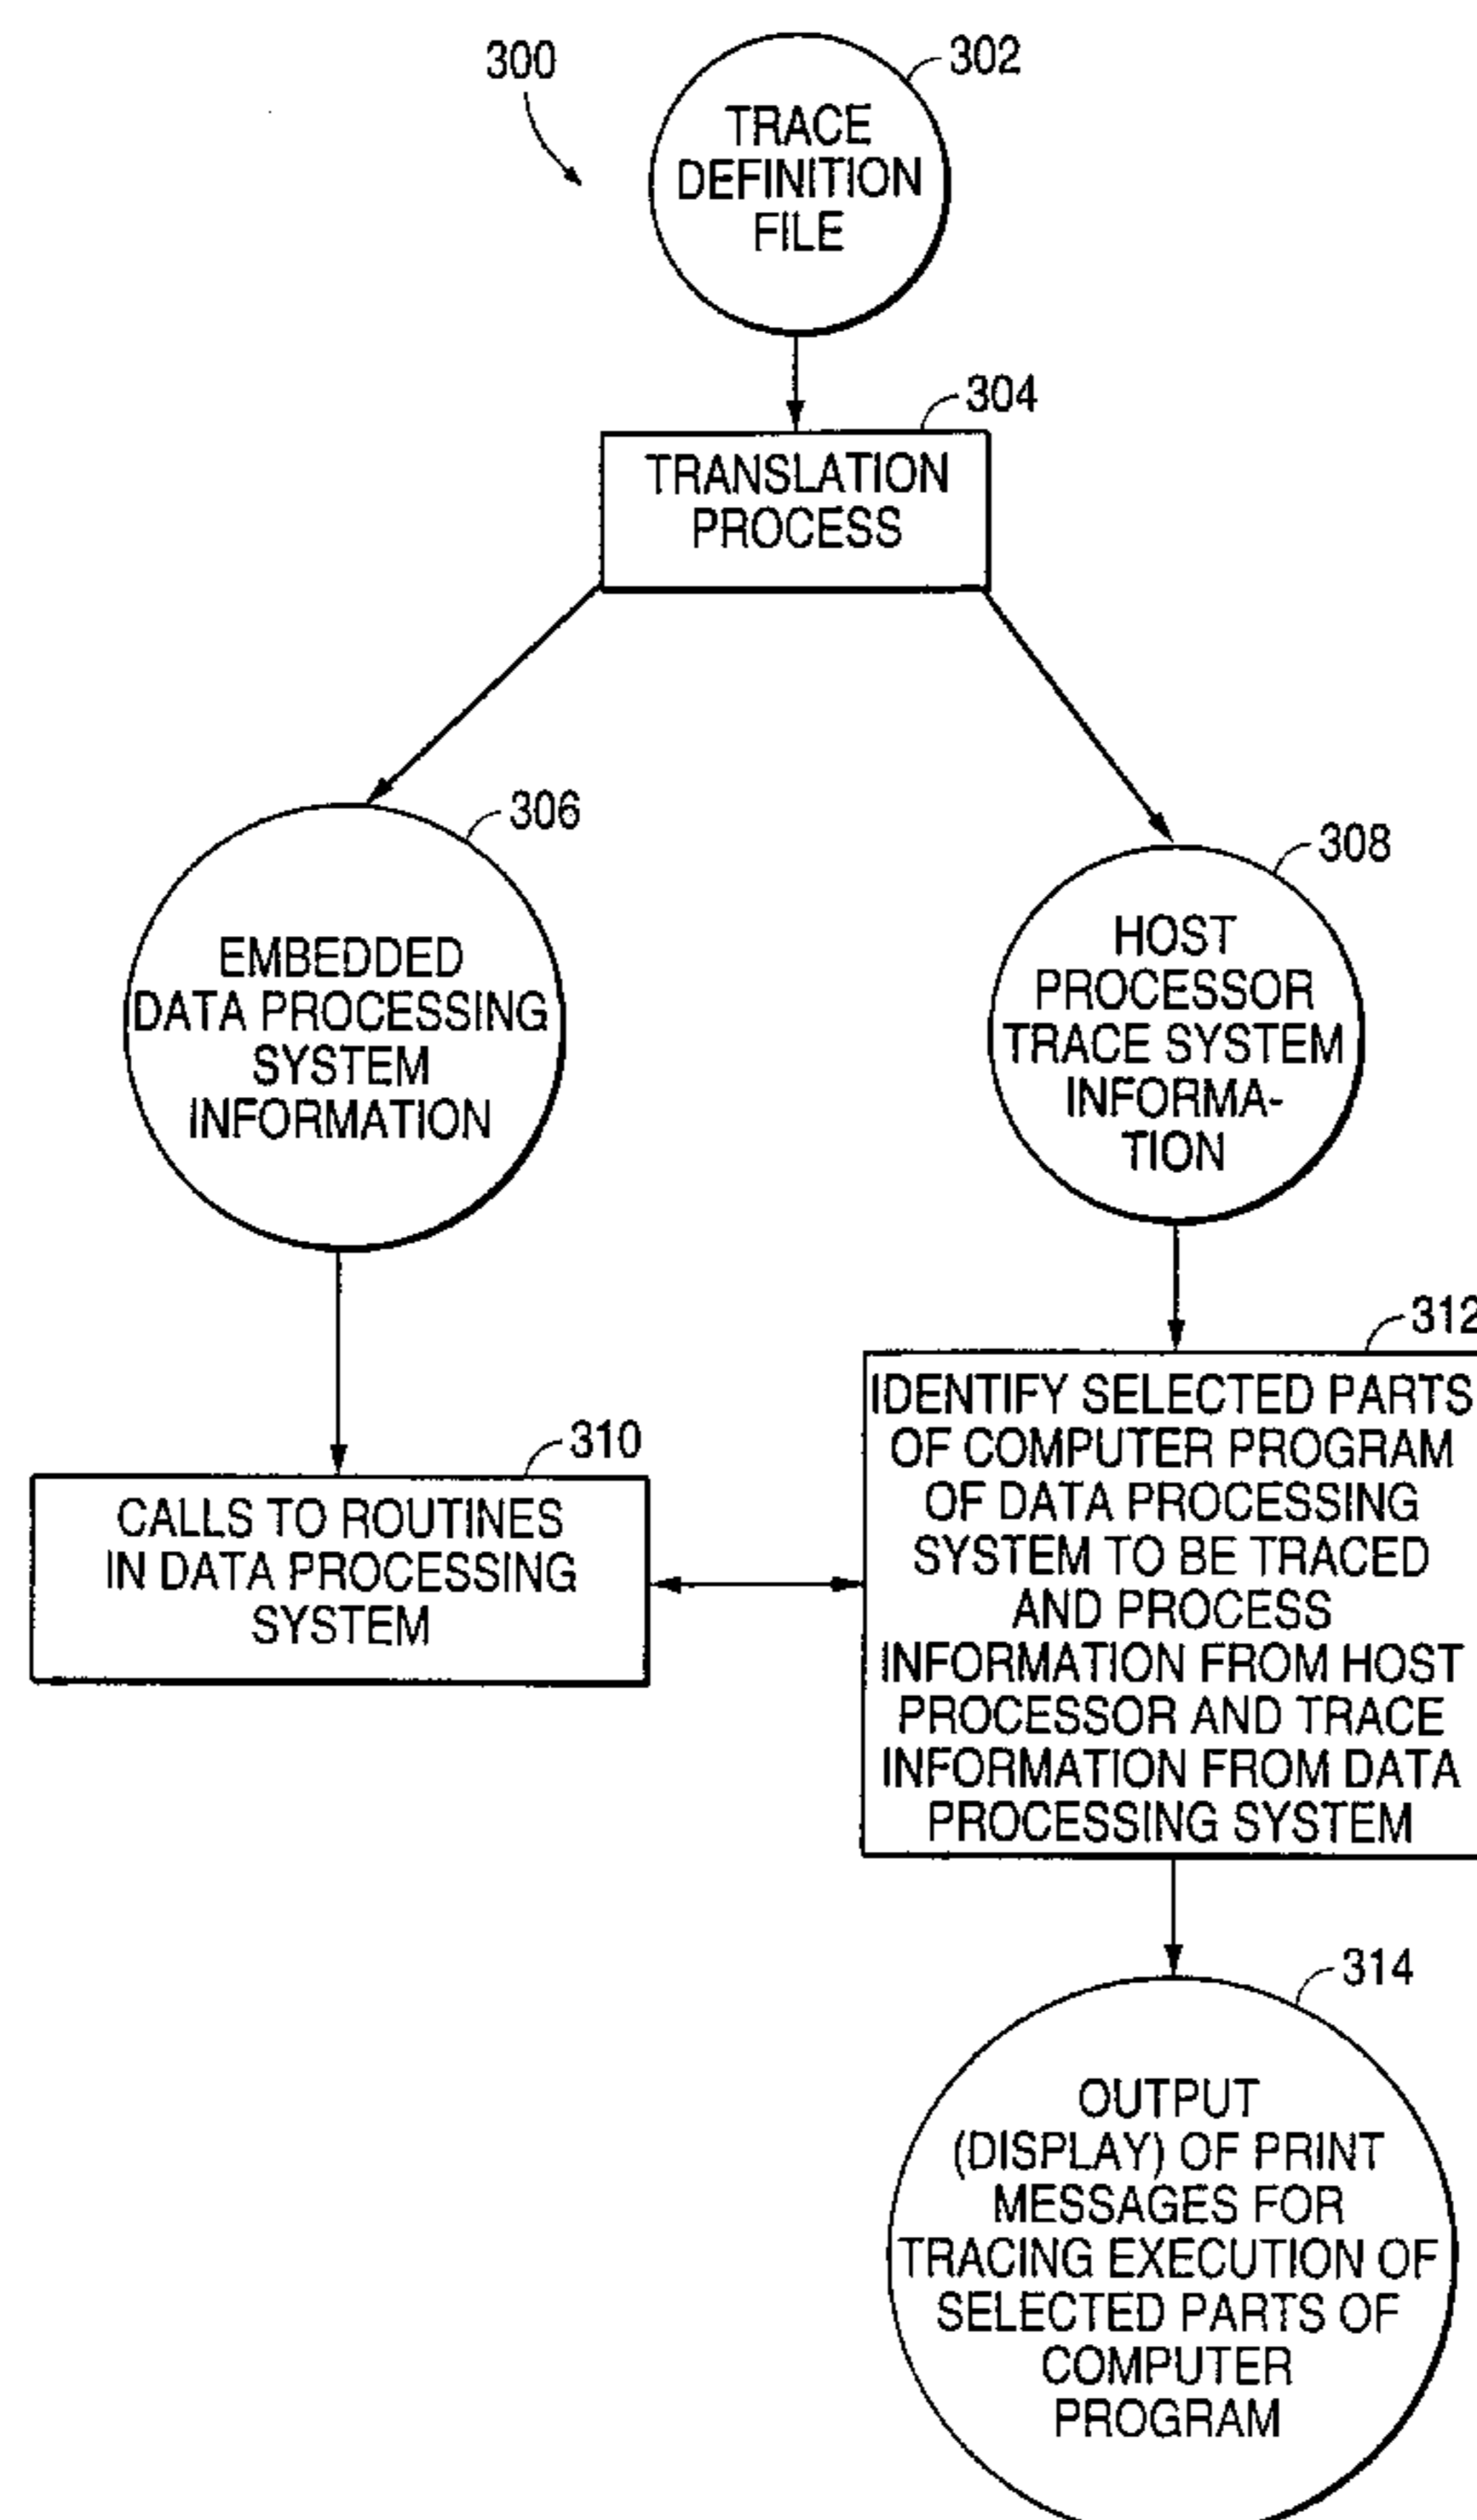 300
302
TRACE
DEFINITION
FILE
304
TRANSLATION
PROCESS
306
EMBEDDED
DATA PROCESSING
SYSTEM
INFORMATION
308
HOST
PROCESSOR
TRACE SYSTEM
INFORMA-
TION
310
CALLS TO ROUTINES
IN DATA PROCESSING
SYSTEM
312
IDENTIFY SELECTED PARTS
OF COMPUTER PROGRAM
OF DATA PROCESSING
SYSTEM TO BE TRACED
AND PROCESS
INFORMATION FROM HOST
PROCESSOR AND TRACE
INFORMATION FROM DATA
PROCESSING SYSTEM
314
OUTPUT
(DISPLAY) OF PRINT
MESSAGES FOR
TRACING EXECUTION OF
SELECTED PARTS OF
COMPUTER
PROGRAM